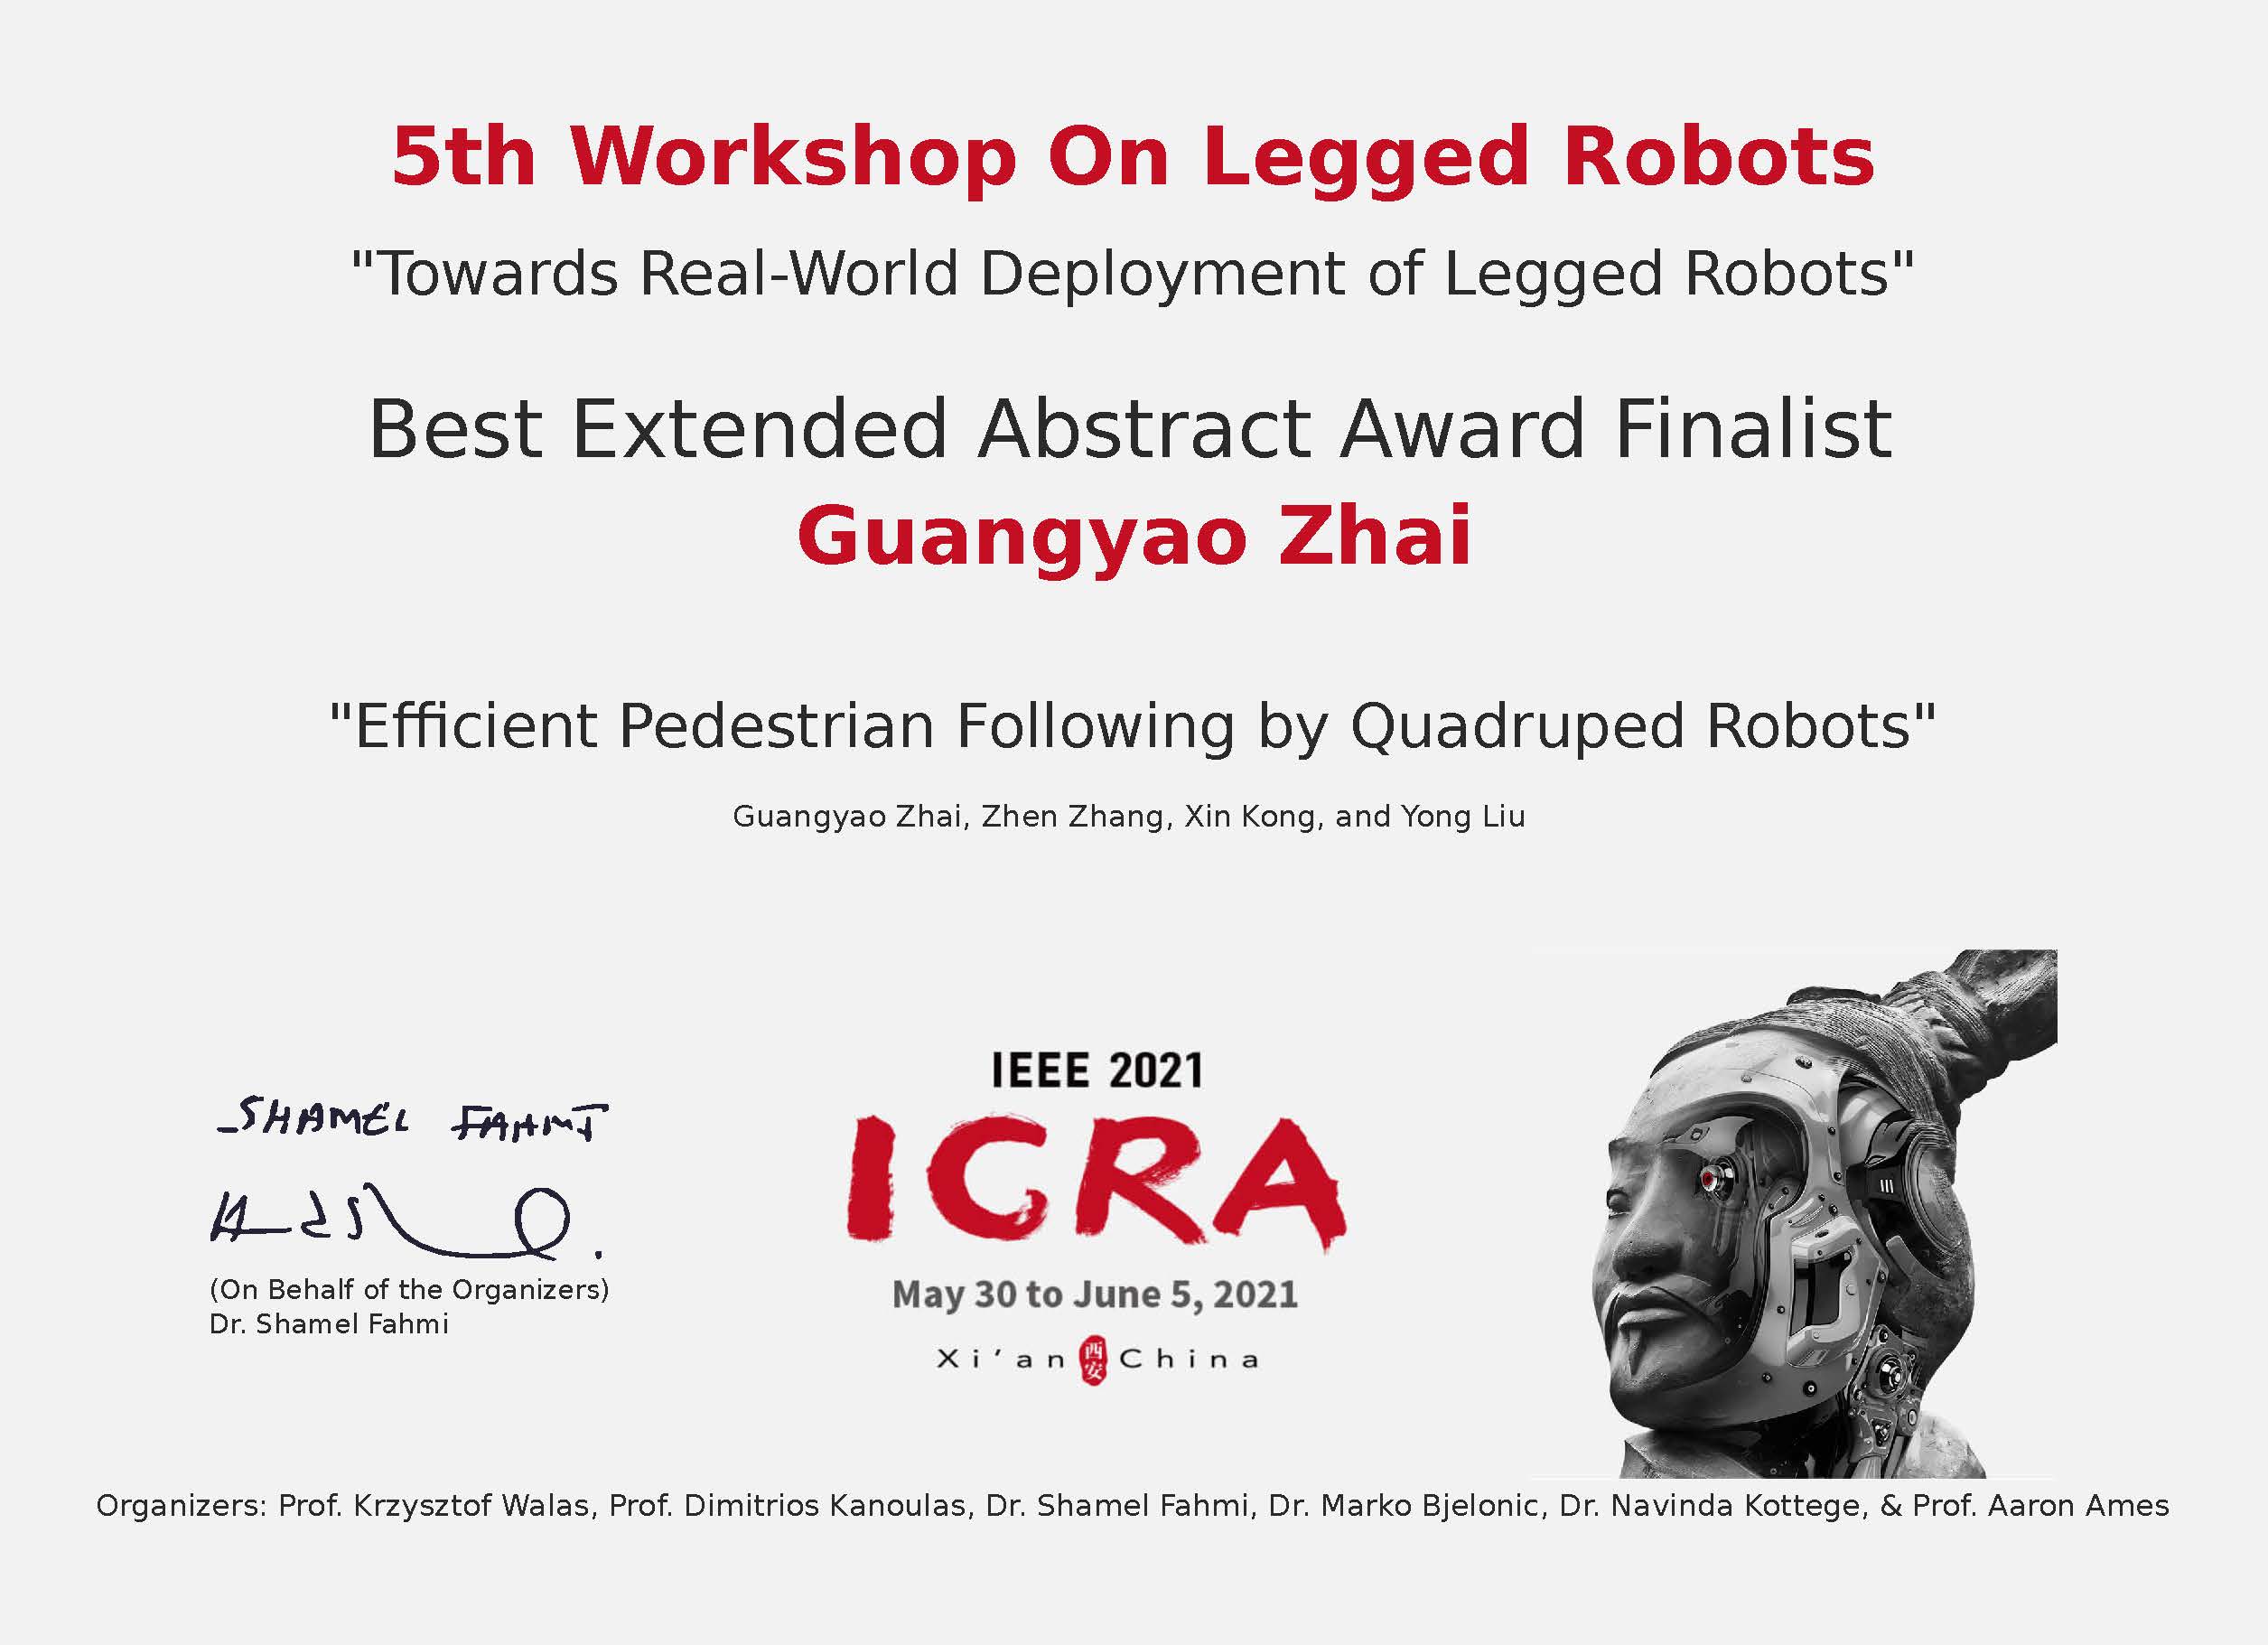 5th Workshop On Legged Robots
"Towards Real-World Deployment of Legged Robots"
Best Extended Abstract Award Finalist
Guangyao Zhai
"Efficient Pedestrian Following by Quadruped Robots"
Guangyao Zhai, Zhen Zhang, Xin Kong, and Yong Liu
SHAMEL FAHMI
(On Behalf of the Organizers)
Dr. Shamel Fahmi
IEEE 2021
ICRA
May 30 to June 5, 2021
Xi'an 西安 China
Organizers: Prof. Krzysztof Walas, Prof. Dimitrios Kanoulas, Dr. Shamel Fahmi, Dr. Marko Bjelonic, Dr. Navinda Kottege, & Prof. Aaron Ames